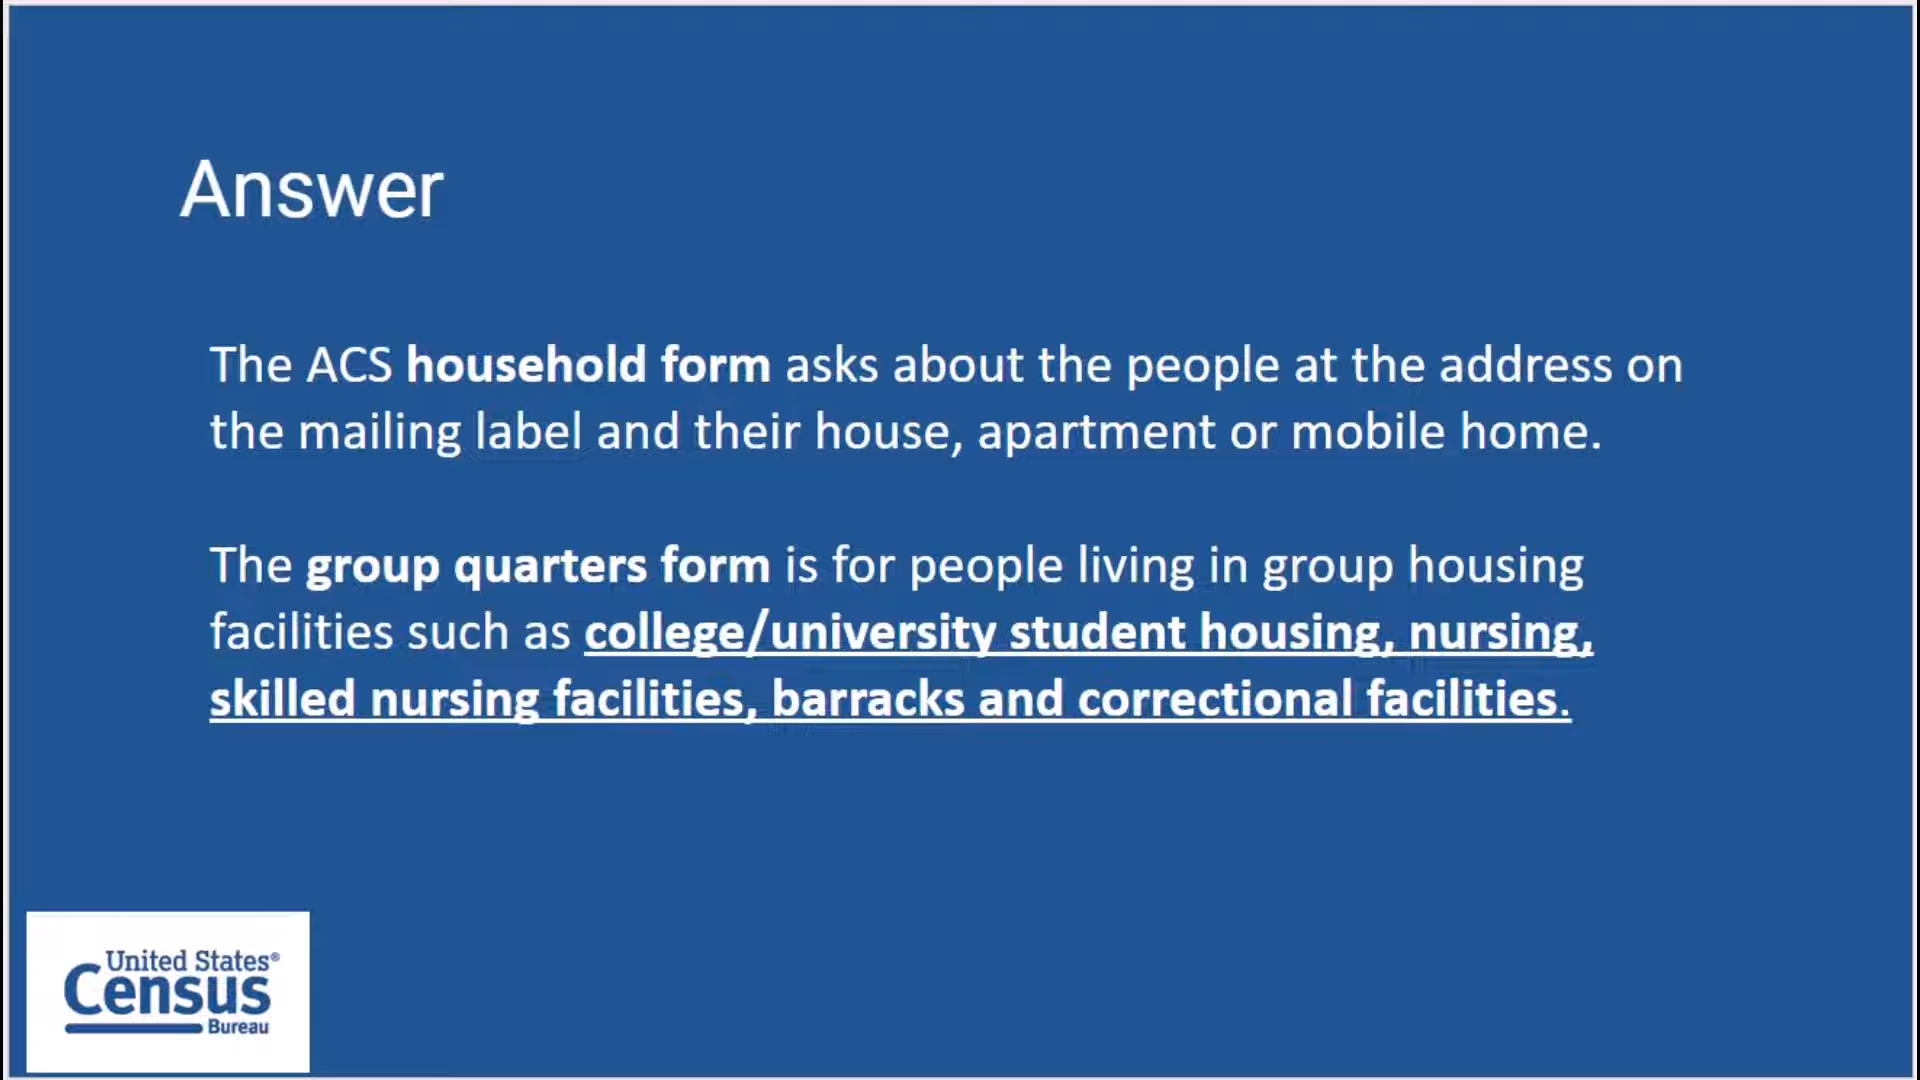 Answer
The ACS household form asks about the people at the address on
the mailing label and their house, apartment or mobile home.
The group quarters form is for people living in group housing
facilities such as college/university student housing, nursing,
skilled nursing facilities, barracks and correctional facilities.
United States®
Census
Bureau